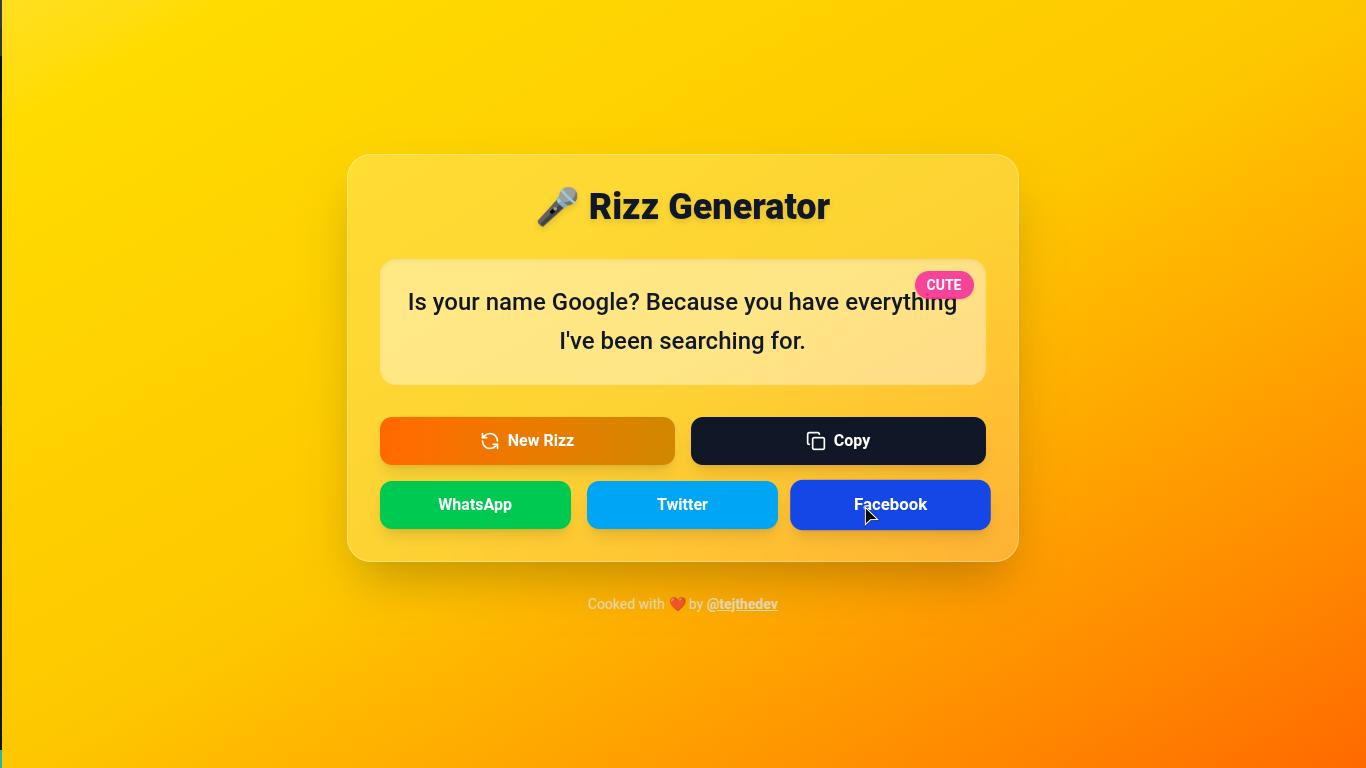 🎤 Rizz Generator
CUTE
Is your name Google? Because you have everything
I've been searching for.
New Rizz
Copy
WhatsApp
Twitter
Facebook
Cooked with ❤️ by @tejthedev